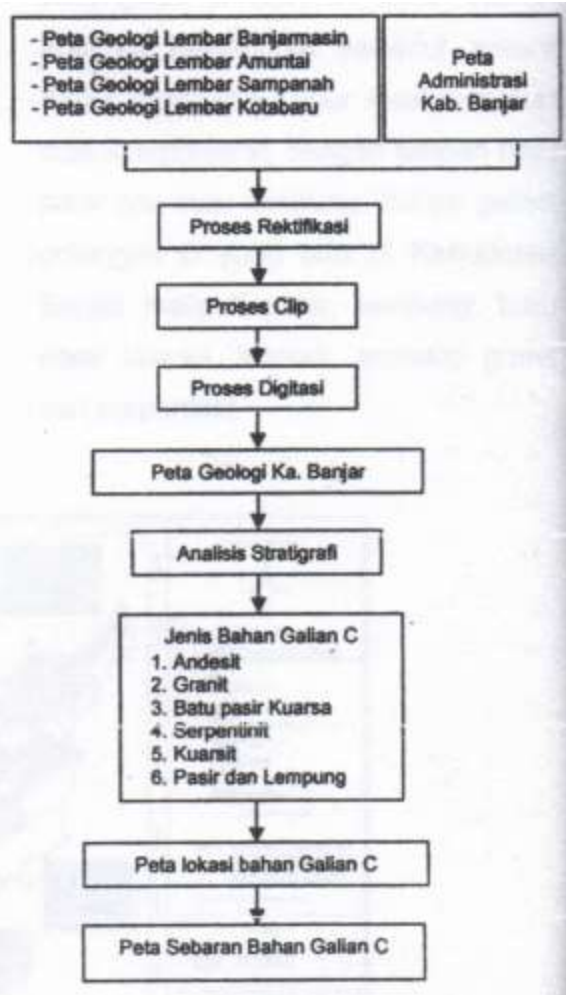 - Peta Geologi Lembar Banjarmasin
- Peta Geologi Lembar Amuntai
- Peta Geologi Lembar Sampanah
- Peta Geologi Lembar Kotabaru
Peta
Administrasi
Kab. Banjar
Proses Rektifikasi
Proses Clip
Proses Digitasi
Peta Geologi Ka. Banjar
Analisis Stratigrafi
Jenis Bahan Galian C
1. Andesit
2. Granit
3. Batu pasir Kuarsa
4. Serpentinit
5. Kuarsit
6. Pasir dan Lempung
Peta lokasi bahan Galian C
Peta Sebaran Bahan Galian C